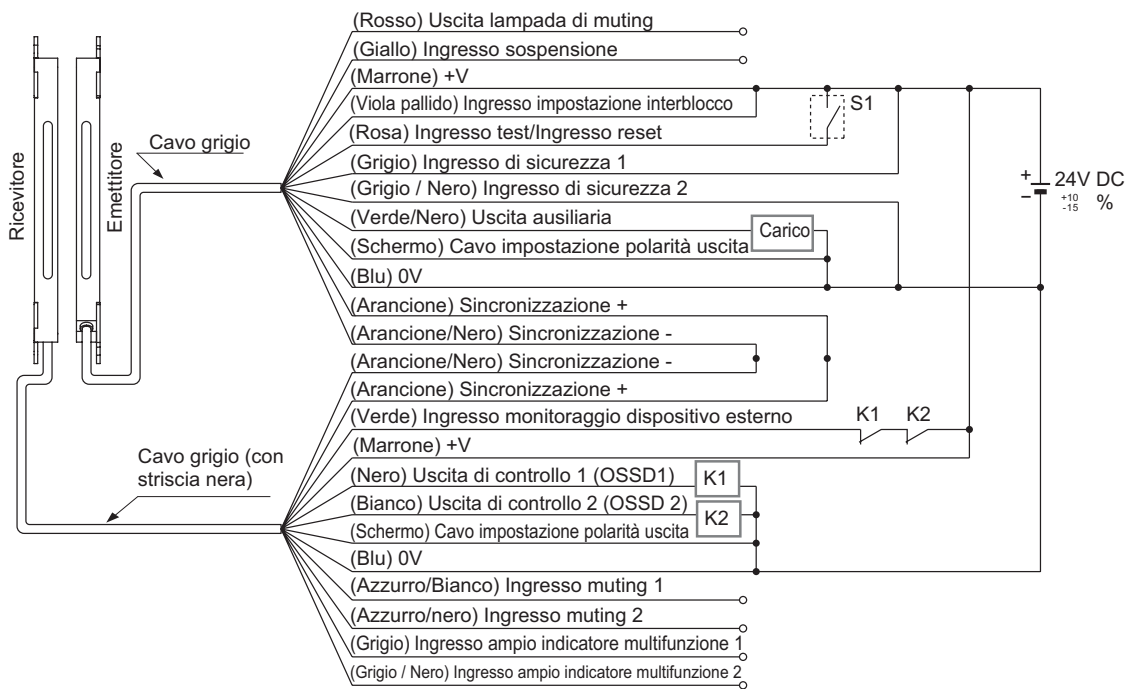 (Rosso) Uscita lampada di muting
(Giallo) Ingresso sospensione
(Marrone) +V
(Viola pallido) Ingresso impostazione interblocco
S1
(Rosa) Ingresso test/Ingresso reset
Cavo grigio
(Grigio) Ingresso di sicurezza 1
(Grigio / Nero) Ingresso di sicurezza 2
+
24V DC
−
+10
-15
%
Ricevitore
Emettitore
(Verde/Nero) Uscita ausiliaria
Carico
(Schermo) Cavo impostazione polarità uscita
(Blu) 0V
(Arancione) Sincronizzazione +
(Arancione/Nero) Sincronizzazione -
(Arancione/Nero) Sincronizzazione -
(Arancione) Sincronizzazione +
(Verde) Ingresso monitoraggio dispositivo esterno
K1
K2
(Marrone) +V
Cavo grigio (con
striscia nera)
(Nero) Uscita di controllo 1 (OSSD1)
K1
(Bianco) Uscita di controllo 2 (OSSD 2)
K2
(Schermo) Cavo impostazione polarità uscita
(Blu) 0V
(Azzurro/Bianco) Ingresso muting 1
(Azzurro/nero) Ingresso muting 2
(Grigio) Ingresso ampio indicatore multifunzione 1
(Grigio / Nero) Ingresso ampio indicatore multifunzione 2